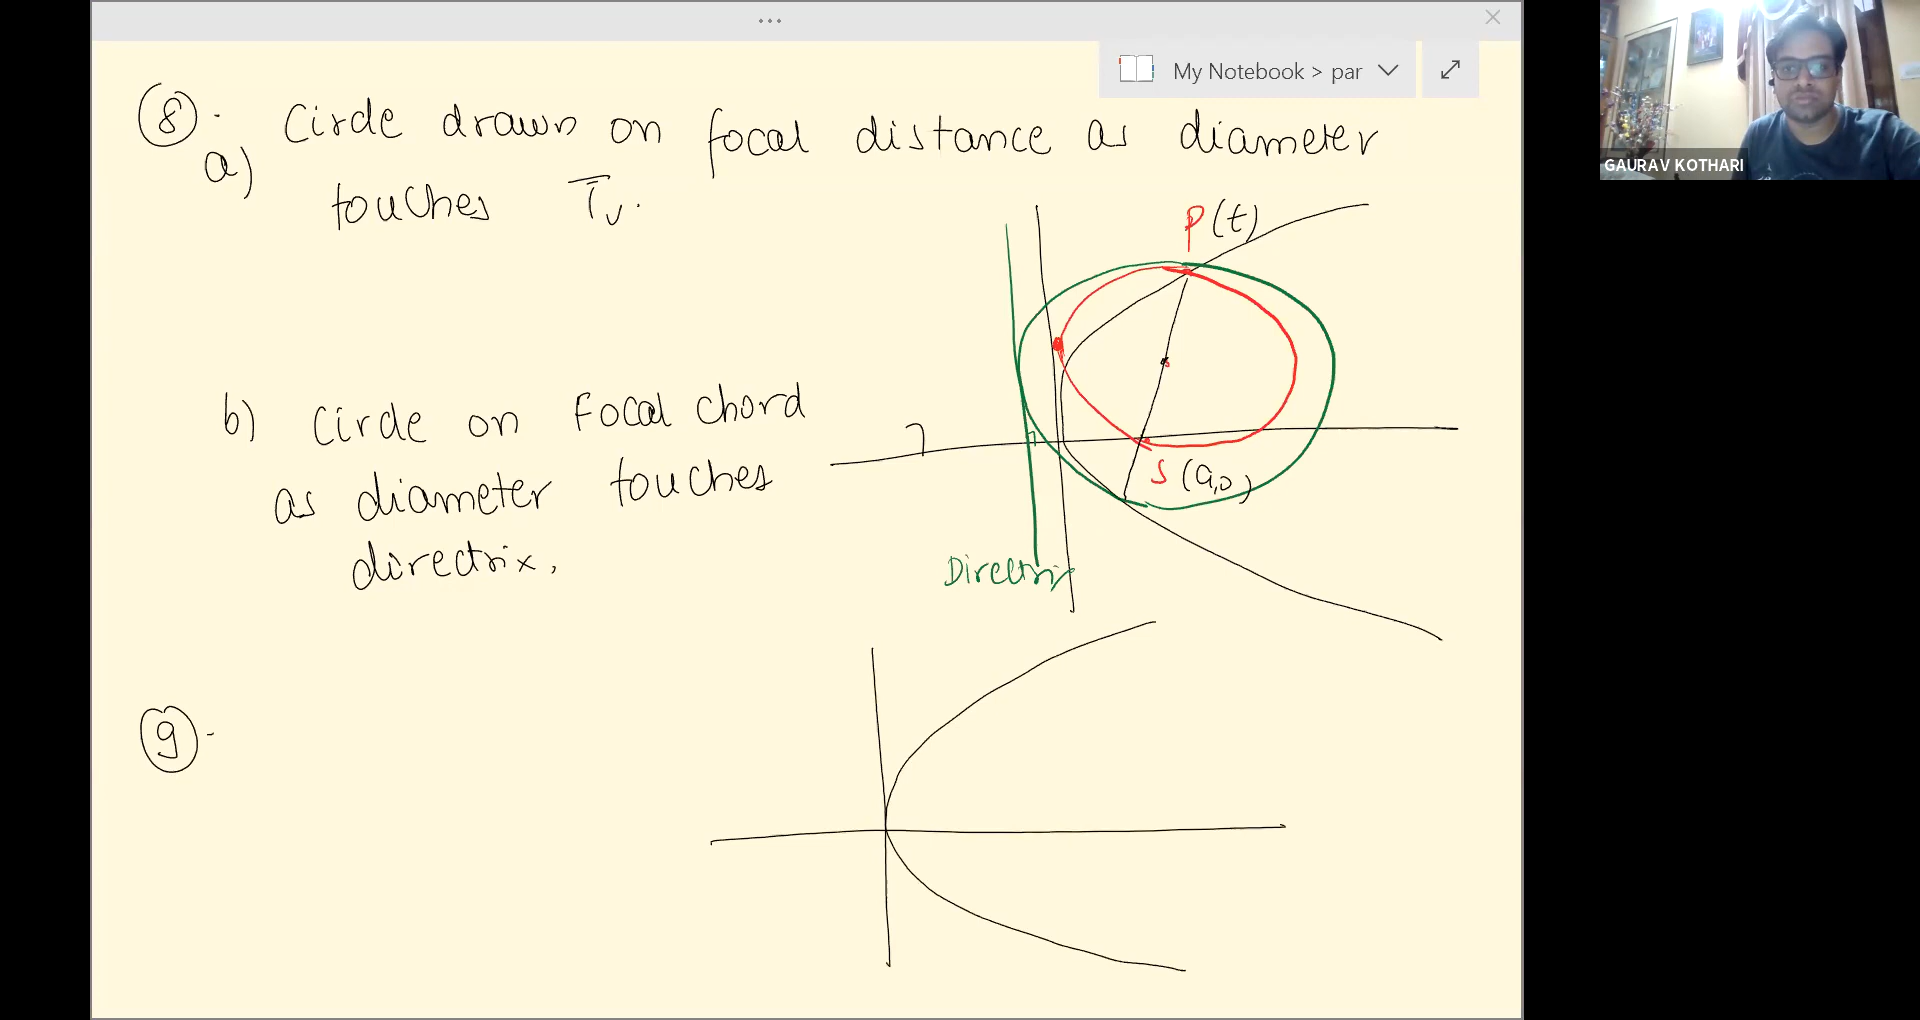 My Notebook > par
GAURAV KOTHARI
8. Circle drawn on focal distance as diameter
a)
touches Tv.
P(t)
b) Circle on Focal chord
as diameter touches
directrix.
S (a,0)
Directrix
9.